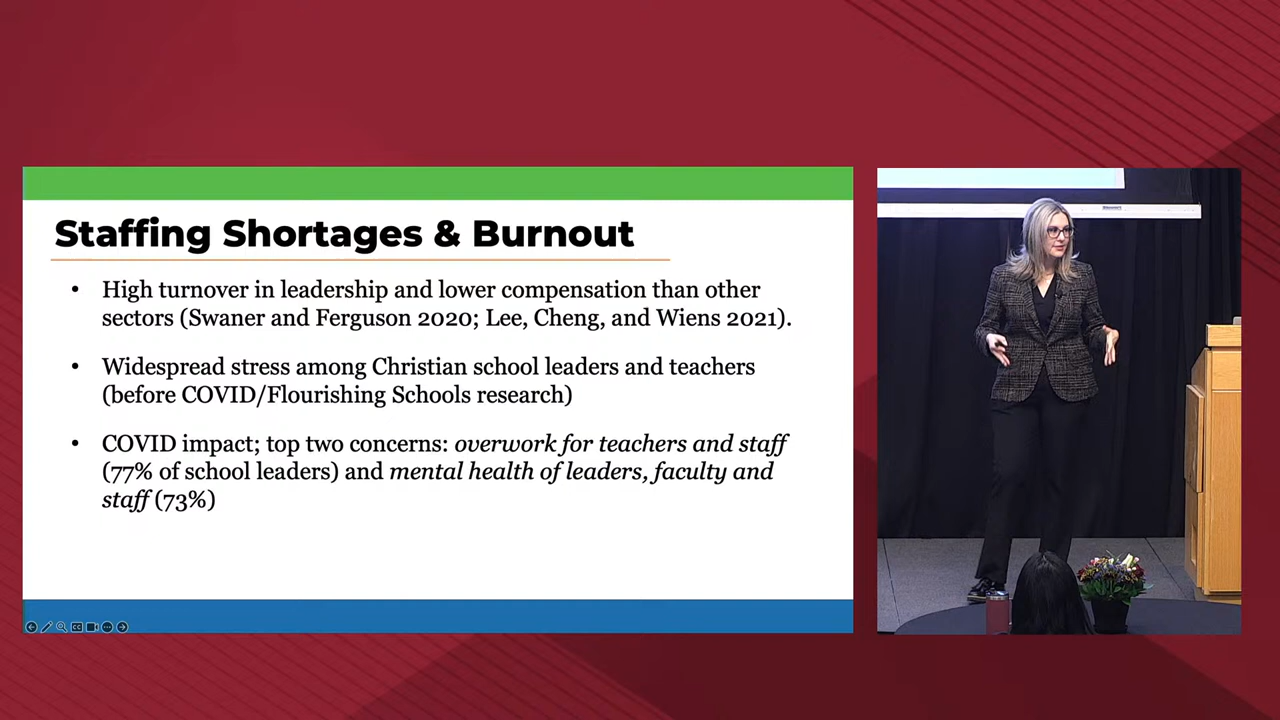 Staffing Shortages & Burnout
• High turnover in leadership and lower compensation than other
sectors (Swaner and Ferguson 2020; Lee, Cheng, and Wiens 2021).
• Widespread stress among Christian school leaders and teachers
(before COVID/Flourishing Schools research)
• COVID impact; top two concerns: overwork for teachers and staff
(77% of school leaders) and mental health of leaders, faculty and
staff (73%)